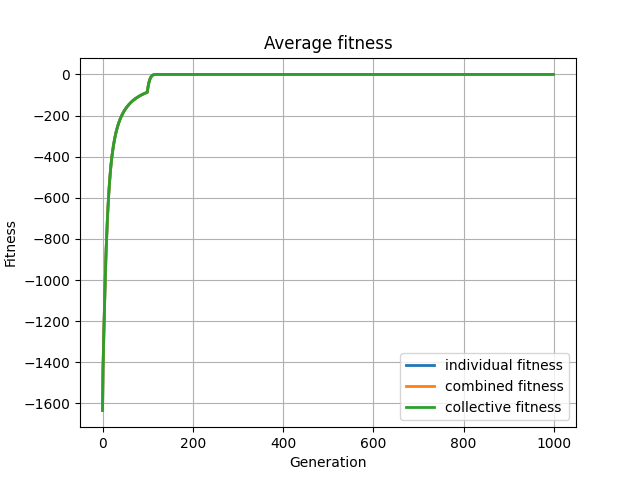 Average fitness
Fitness
0
−200
−400
−600
−800
−1000
−1200
−1400
−1600
individual fitness
combined fitness
collective fitness
0 200 400 600 800 1000
Generation